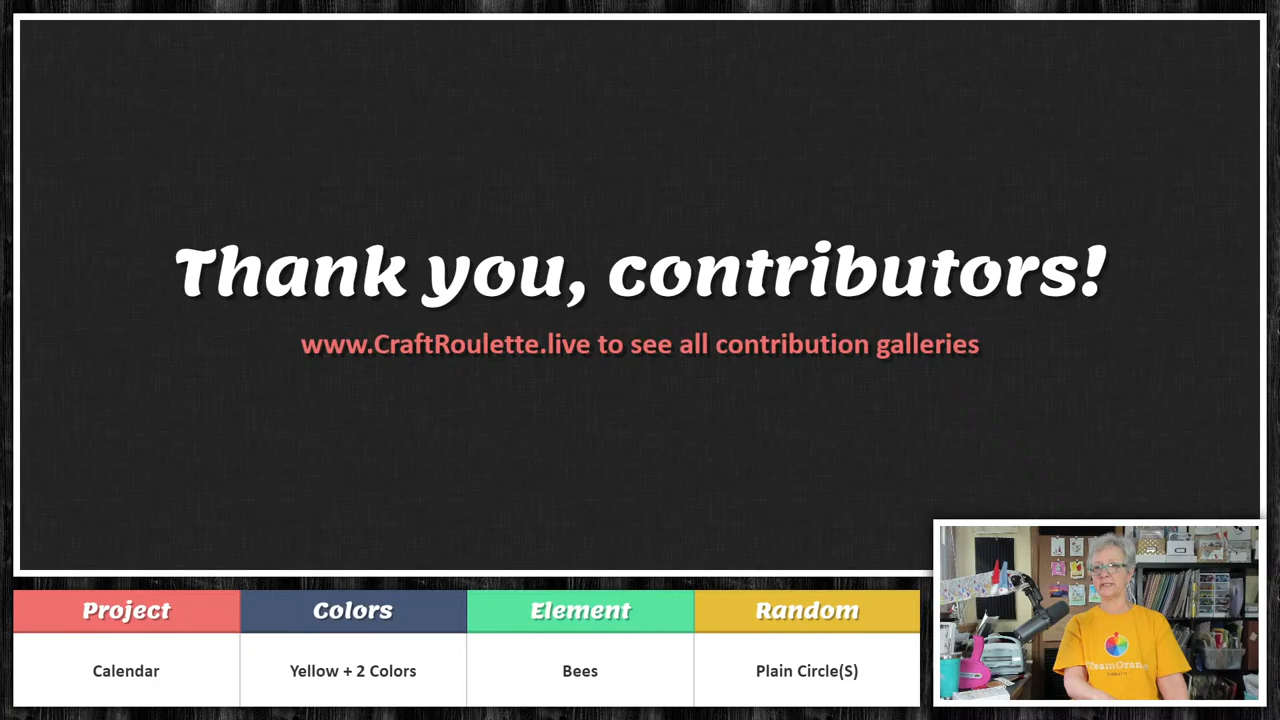 Thank you, contributors!
www.CraftRoulette.live to see all contribution galleries
Project Colors Element Random
Calendar Yellow + 2 Colors Bees Plain Circle(S)